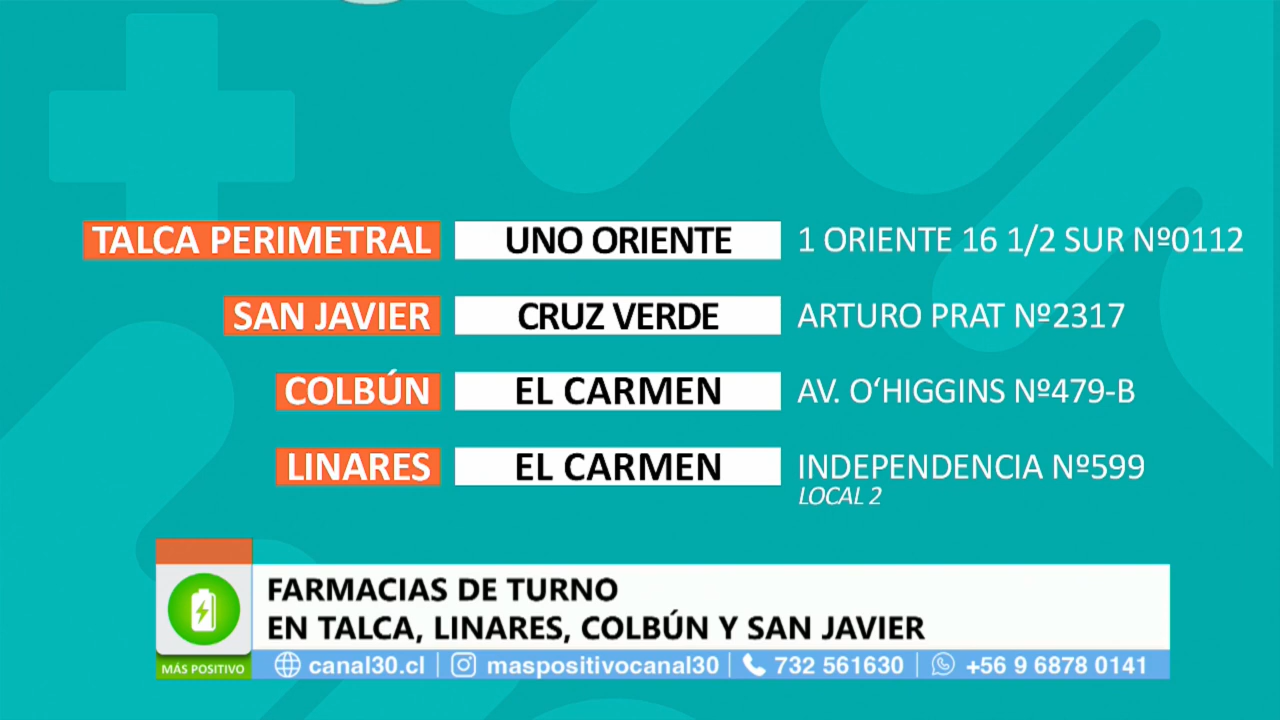 TALCA PERIMETRAL UNO ORIENTE 1 ORIENTE 16 1/2 SUR Nº0112
SAN JAVIER CRUZ VERDE ARTURO PRAT Nº2317
COLBÚN EL CARMEN AV. O‘HIGGINS Nº479-B
LINARES EL CARMEN INDEPENDENCIA Nº599
LOCAL 2
FARMACIAS DE TURNO
EN TALCA, LINARES, COLBÚN Y SAN JAVIER
MÁS POSITIVO canal30.cl maspositivocanal30 732 561630 +56 9 6878 0141